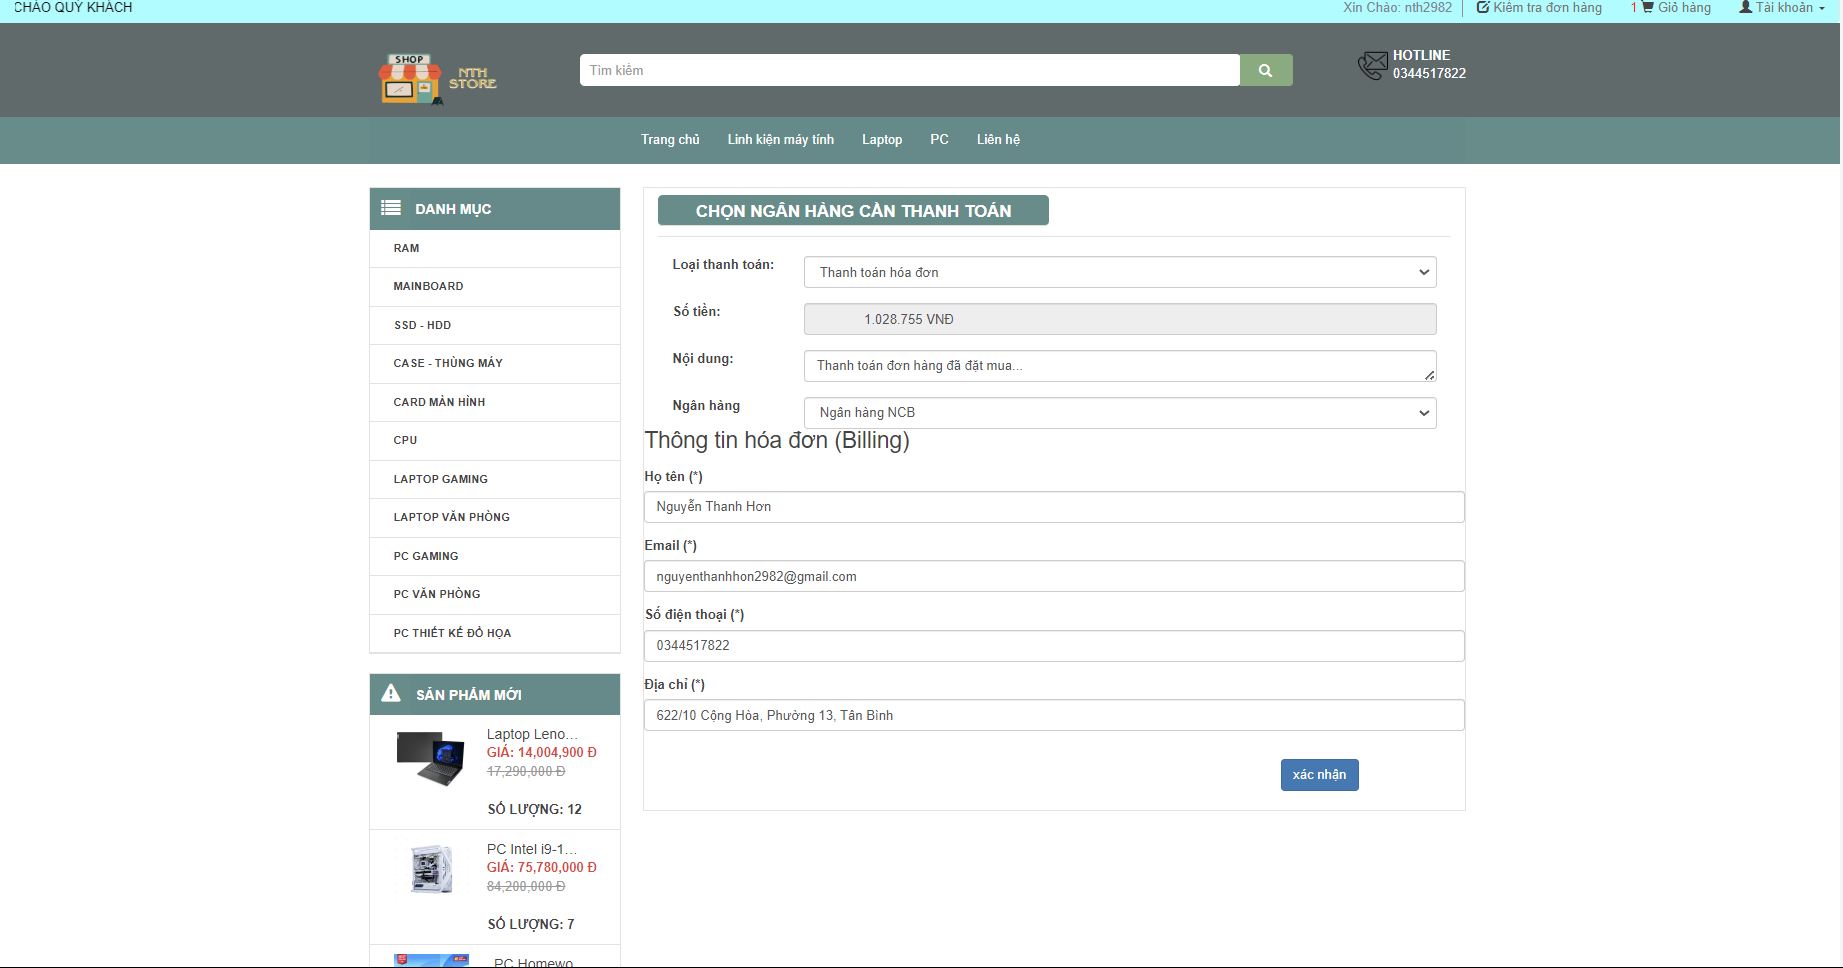 CHÀO QUÝ KHÁCH
Xin Chào: nth2982
Kiểm tra đơn hàng
1 Giỏ hàng
Tài khoản
SHOP
NTH
STORE
Tìm kiếm
HOTLINE
0344517822
Trang chủ
Linh kiện máy tính
Laptop
PC
Liên hệ
DANH MỤC
RAM
MAINBOARD
SSD - HDD
CASE - THÙNG MÁY
CARD MÀN HÌNH
CPU
LAPTOP GAMING
LAPTOP VĂN PHÒNG
PC GAMING
PC VĂN PHÒNG
PC THIẾT KẾ ĐỒ HỌA
SẢN PHẨM MỚI
Laptop Leno...
GIÁ: 14,004,900 Đ
17,290,000 Đ
SỐ LƯỢNG: 12
PC Intel i9-1...
GIÁ: 75,780,000 Đ
84,200,000 Đ
SỐ LƯỢNG: 7
PC Homewo
CHỌN NGÂN HÀNG CẦN THANH TOÁN
Loại thanh toán:
Thanh toán hóa đơn
Số tiền:
1.028.755 VNĐ
Nội dung:
Thanh toán đơn hàng đã đặt mua...
Ngân hàng
Ngân hàng NCB
Thông tin hóa đơn (Billing)
Họ tên (*)
Nguyễn Thanh Hơn
Email (*)
nguyenthanhhon2982@gmail.com
Số điện thoại (*)
0344517822
Địa chỉ (*)
622/10 Cộng Hòa, Phường 13, Tân Bình
xác nhận